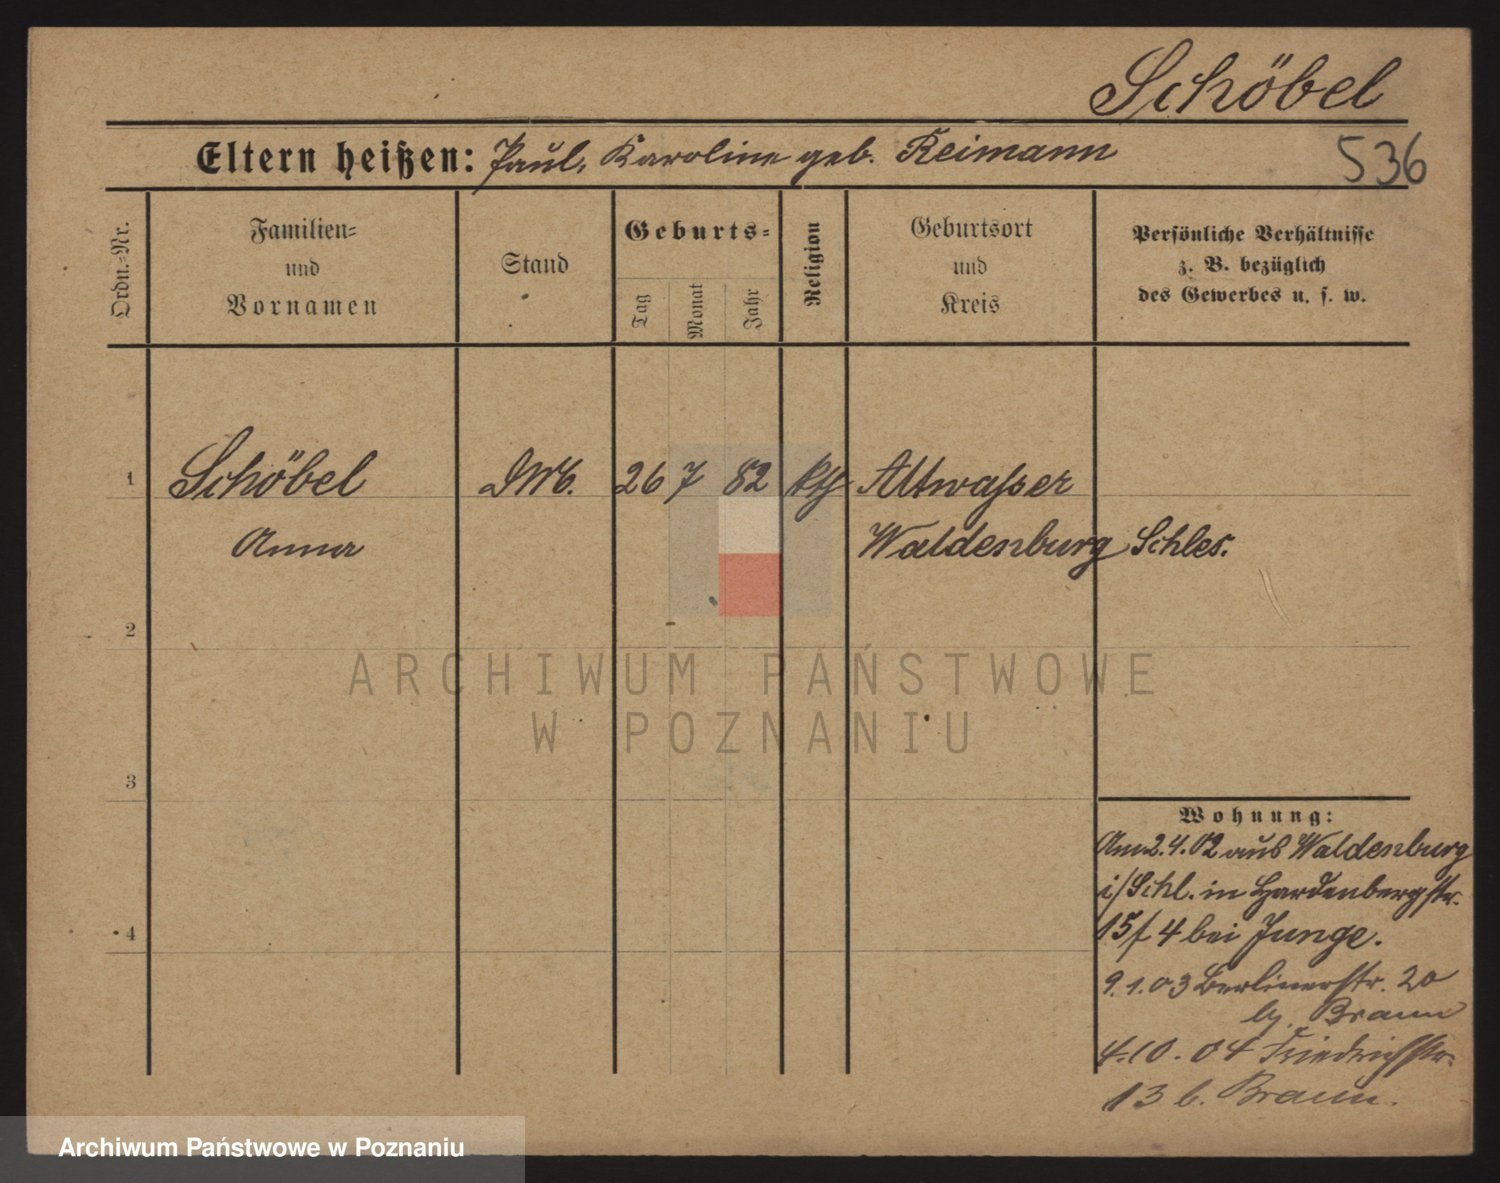 Schöbel
Eltern heißen: Paul, Karoline geb. Reimann
536
Ordn.-Nr.
Familien-
und
Vornamen
Stand
Geburts-
Tag
Monat
Jahr
Religion
Geburtsort
und
Kreis
Persönliche Verhältnisse
z. B. bezüglich
des Gewerbes u. s. w.
1 Schöbel 26 7 82 kth Altwasser
Anna Waldenburg Schles.
2
3
4
Wohnung:
Am 2.4.02 aus Waldenburg
i/Schl. in Hardenbergstr.
15/ 4 bei Junge.
9.1.03 Berlinerstr. 20
Braun
4.10.04 Friedrichstr.
13 b. Braun.
ARCHIWUM PAŃSTWOWE
W POZNANIU
Archiwum Państwowe w Poznaniu